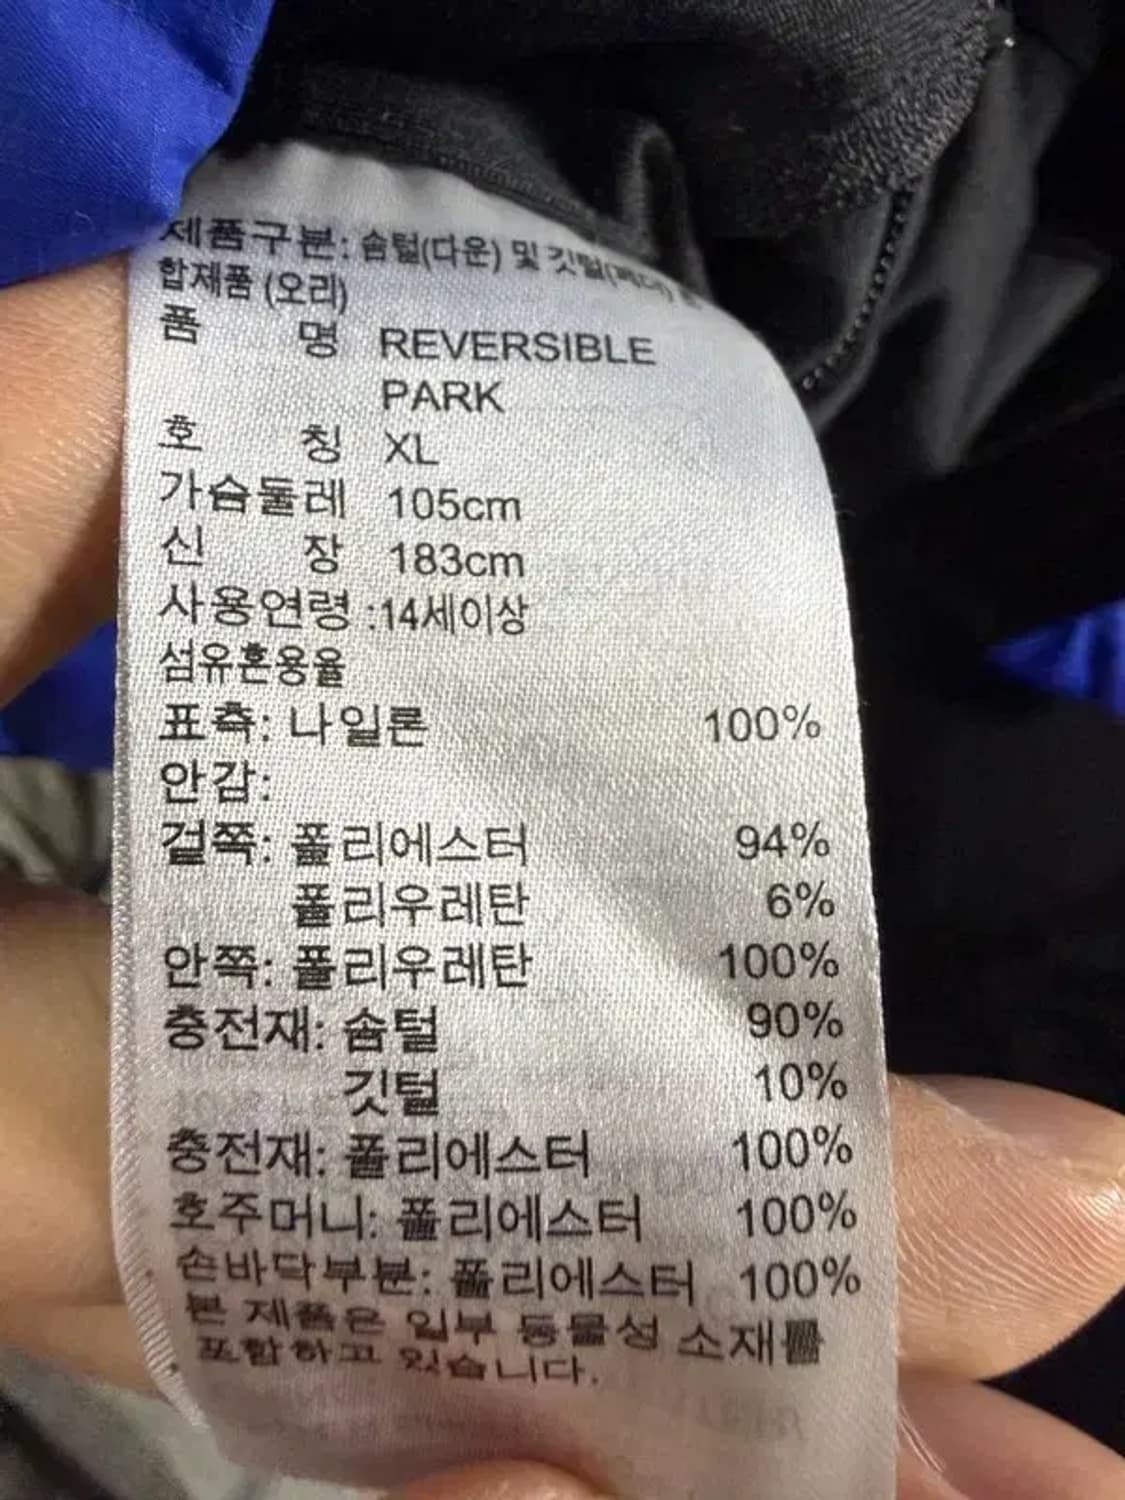 제품구분: 솜털(다운) 및 깃털(페더)
합제품 (오리)
품 명 REVERSIBLE
PARK
호 칭 XL
가슴둘레 105cm
신 장 183cm
사용연령 :14세이상
섬유혼용율
표측: 나일론 100%
안감:
겉쪽: 폴리에스터 94%
폴리우레탄 6%
안쪽: 폴리우레탄 100%
충전재: 솜털 90%
깃털 10%
충전재: 폴리에스터 100%
호주머니: 폴리에스터 100%
손바닥부분: 폴리에스터 100%
본 제품은 일부 동물성 소재를
포함하고 있습니다.